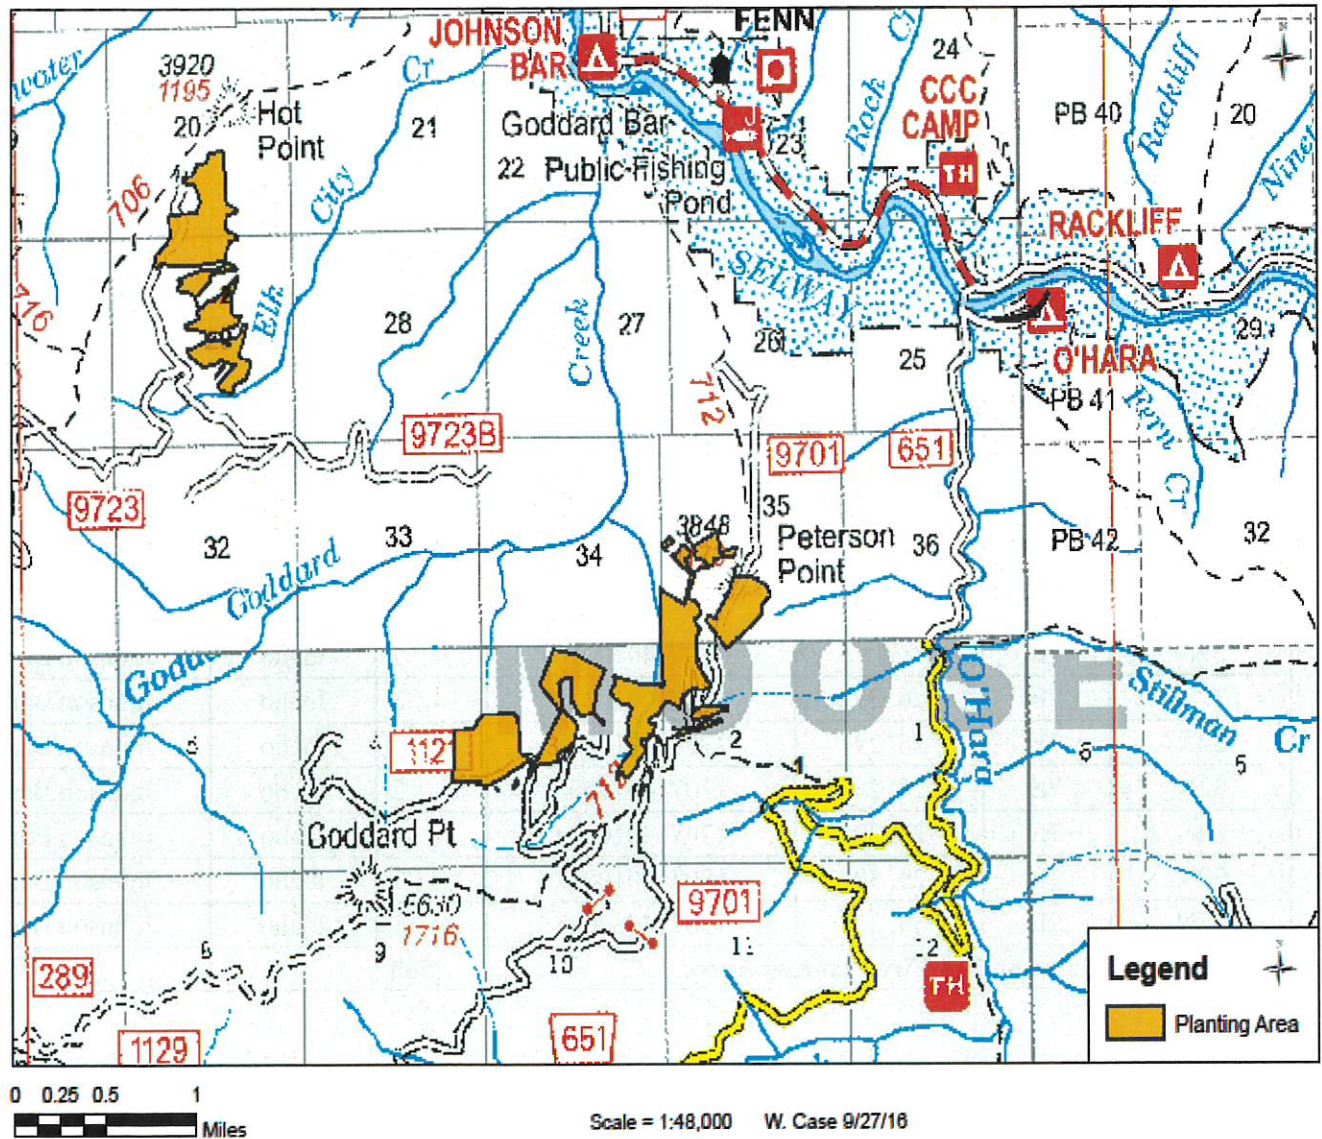 JOHNSON
BAR
FENN
Cr
24
CCC
CAMP
TH
PB 40
Rackliff
20
3920
1195
20
Hot
Point
water
Cr
21
City
Elk
Goddard Bar
22 Public Fishing
Pond
23
Rock
Cr
RACKLIFF
706
716
28
27
Creek
SELWAY
26
25
O'HARA
29
PB 41
Fern
Cr
712
9723B
9701
651
9723
35
3848
Peterson
Point
36
PB 42
32
32
33
34
Goddard
MOOSE
O'Hara
Stillman
Cr
1
2
6
5
712
Goddard Pt
5630
1716
9
10
9701
11
12
TH
289
1129
651
Legend
Planting Area
0 0.25 0.5 1
Miles
Scale = 1:48,000 W. Case 9/27/16